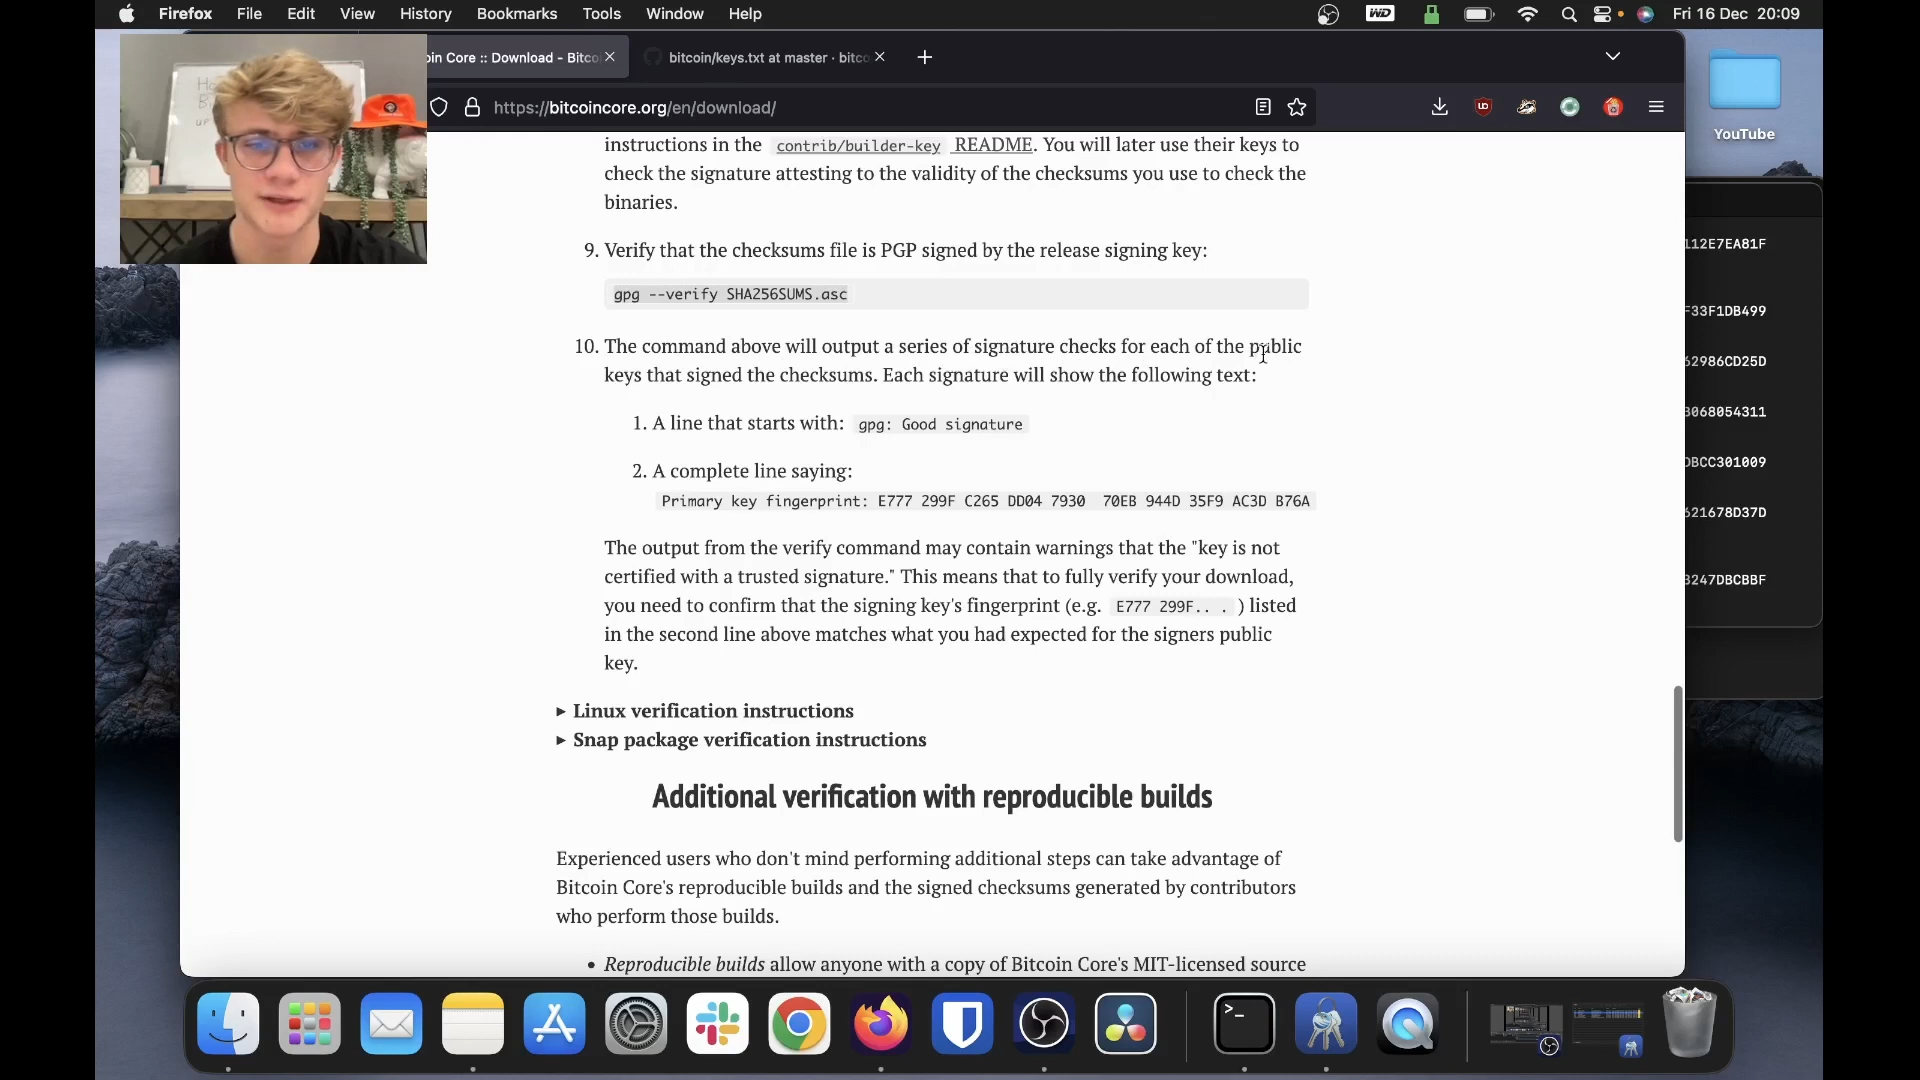 Firefox File Edit View History Bookmarks Tools Window Help WD Fri 16 Dec 20:09
oin Core :: Download - Bitco bitcoin/keys.txt at master · bitco
https://bitcoincore.org/en/download/
YouTube
instructions in the contrib/builder-key README. You will later use their keys to
check the signature attesting to the validity of the checksums you use to check the
binaries.
9. Verify that the checksums file is PGP signed by the release signing key:
gpg --verify SHA256SUMS.asc
10. The command above will output a series of signature checks for each of the public
keys that signed the checksums. Each signature will show the following text:
1. A line that starts with: gpg: Good signature
2. A complete line saying:
Primary key fingerprint: E777 299F C265 DD04 7930 70EB 944D 35F9 AC3D B76A
The output from the verify command may contain warnings that the "key is not
certified with a trusted signature." This means that to fully verify your download,
you need to confirm that the signing key's fingerprint (e.g. E777 299F.. . ) listed
in the second line above matches what you had expected for the signers public
key.
▸ Linux verification instructions
▸ Snap package verification instructions
Additional verification with reproducible builds
Experienced users who don't mind performing additional steps can take advantage of
Bitcoin Core's reproducible builds and the signed checksums generated by contributors
who perform those builds.
• Reproducible builds allow anyone with a copy of Bitcoin Core's MIT-licensed source
112E7EA81F
F33F1DB499
62986CD25D
3068054311
DBCC301009
621678D37D
3247DBCBBF